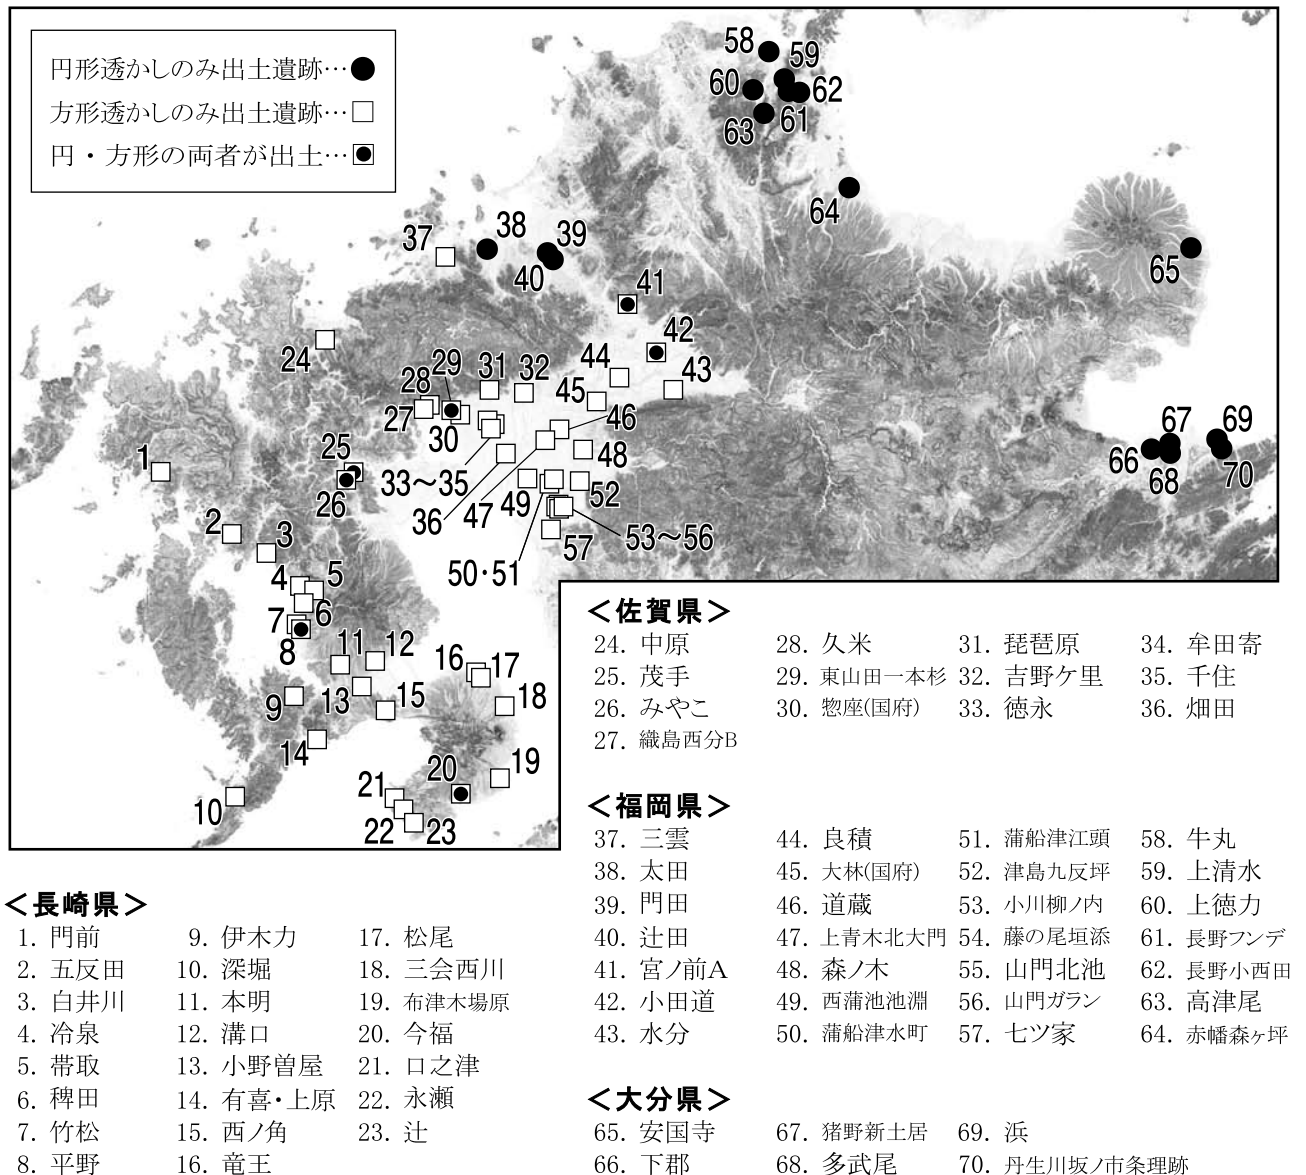 円形透かしのみ出土遺跡…●
方形透かしのみ出土遺跡…□
円・方形の両者が出土…
58
59
60
62
61
63
64
65
37
38
39
40
41
42
24
44
43
29
31
32
28
45
27
30
46
67
69
1
25
33～35
48
66
26
36
47
49
52
68
70
2
3
53～56
57
4
5
50・51
6
7
8
11
12
16
17
9
13
15
18
14
19
20
21
10
22
23
＜佐賀県＞
24. 中原 28. 久米 31. 琵琶原 34. 牟田寄
25. 茂手 29. 東山田一本杉 32. 吉野ケ里 35. 千住
26. みやこ 30. 惣座(国府) 33. 徳永 36. 畑田
27. 織島西分B
＜福岡県＞
37. 三雲 44. 良積 51. 蒲船津江頭 58. 牛丸
38. 太田 45. 大林(国府) 52. 津島九反坪 59. 上清水
39. 門田 46. 道蔵 53. 小川柳ノ内 60. 上徳力
40. 辻田 47. 上青木北大門 54. 藤の尾垣添 61. 長野フンデ
41. 宮ノ前A 48. 森ノ木 55. 山門北池 62. 長野小西田
42. 小田道 49. 西蒲池池淵 56. 山門ガラン 63. 高津尾
43. 水分 50. 蒲船津水町 57. 七ツ家 64. 赤幡森ヶ坪
＜長崎県＞
1. 門前 9. 伊木力 17. 松尾
2. 五反田 10. 深堀 18. 三会西川
3. 白井川 11. 本明 19. 布津木場原
4. 冷泉 12. 溝口 20. 今福
5. 帯取 13. 小野曽屋 21. 口之津
6. 稗田 14. 有喜・上原 22. 永瀬
7. 竹松 15. 西ノ角 23. 辻
8. 平野 16. 竜王
＜大分県＞
65. 安国寺 67. 猪野新土居 69. 浜
66. 下郡 68. 多武尾 70. 丹生川坂ノ市条里跡